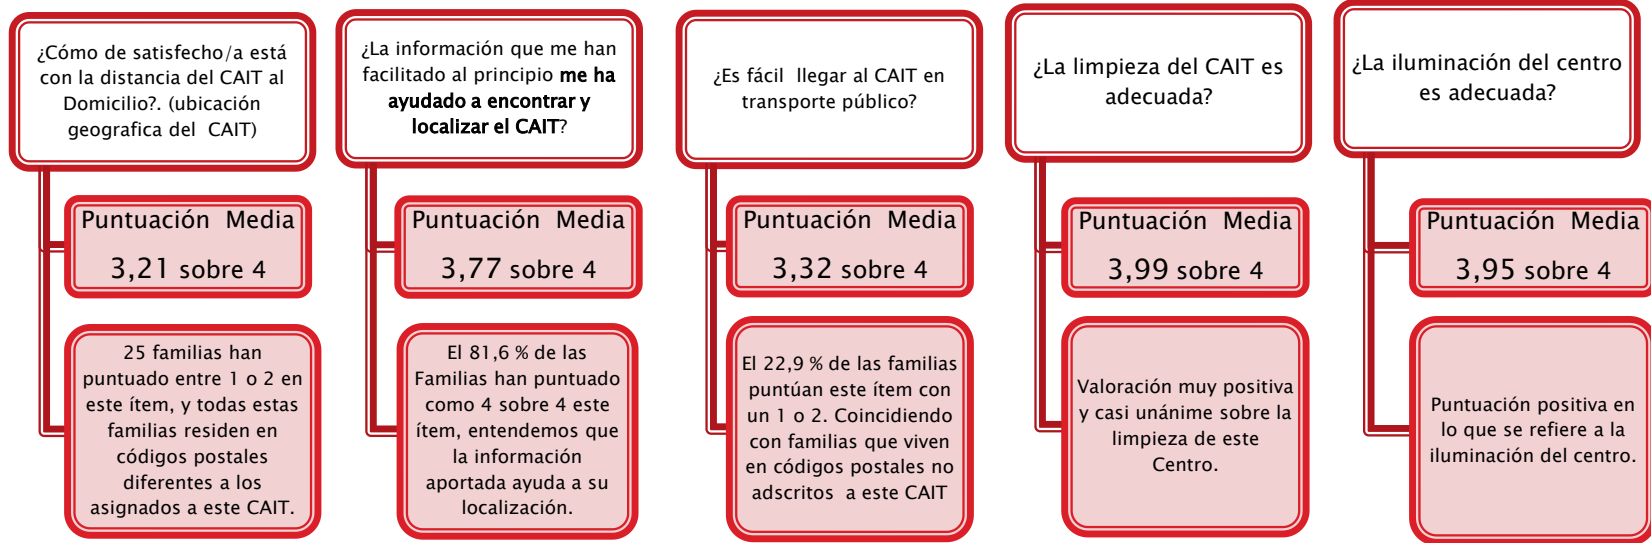 ¿Cómo de satisfecho/a está
con la distancia del CAIT al
Domicilio?. (ubicación
geografica del CAIT)
Puntuación Media
3,21 sobre 4
25 familias han
puntuado entre 1 o 2 en
este ítem, y todas estas
familias residen en
códigos postales
diferentes a los
asignados a este CAIT.
¿La información que me han
facilitado al principio me ha
ayudado a encontrar y
localizar el CAIT?
Puntuación Media
3,77 sobre 4
El 81,6 % de las
Familias han puntuado
como 4 sobre 4 este
ítem, entendemos que
la información
aportada ayuda a su
localización.
¿Es fácil llegar al CAIT en
transporte público?
Puntuación Media
3,32 sobre 4
El 22,9 % de las familias
puntúan este ítem con
un 1 o 2. Coincidiendo
con familias que viven
en códigos postales no
adscritos a este CAIT
¿La limpieza del CAIT es
adecuada?
Puntuación Media
3,99 sobre 4
Valoración muy positiva
y casi unánime sobre la
limpieza de este
Centro.
¿La iluminación del centro
es adecuada?
Puntuación Media
3,95 sobre 4
Puntuación positiva en
lo que se refiere a la
iluminación del centro.